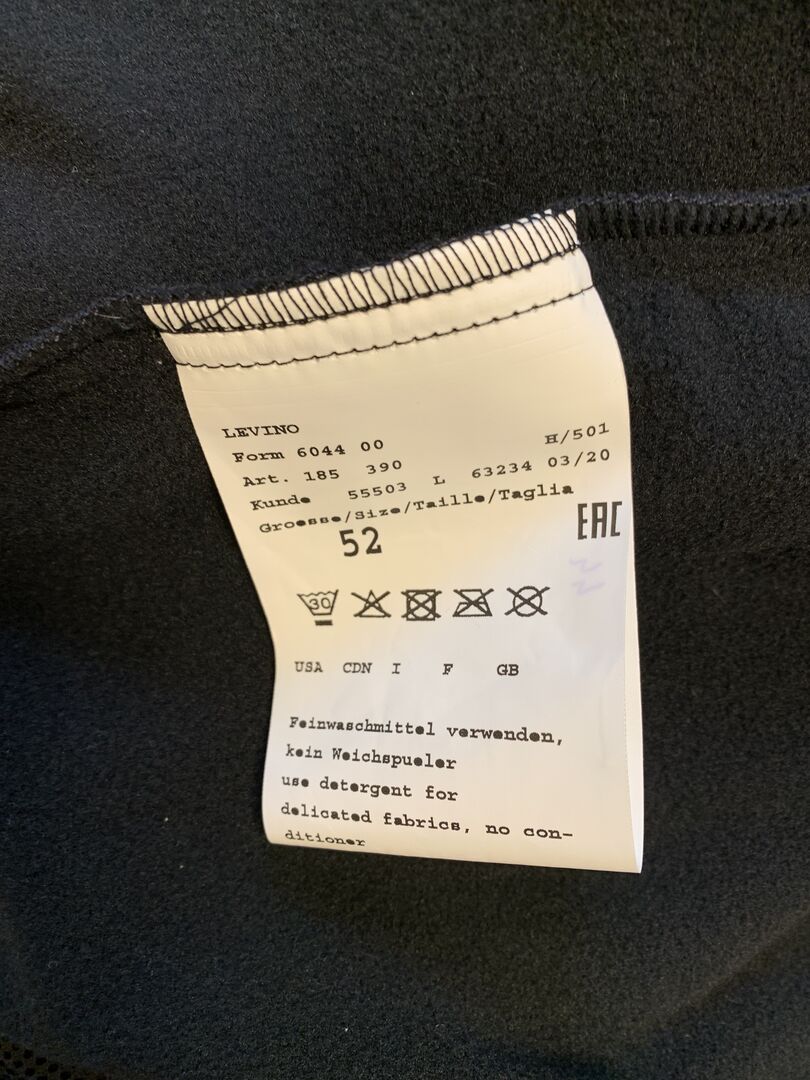 LEVINO
Form 6044 00 H/501
Art. 185 390 63234 03/20
Kunde 55503 L
Groesse/Size/Taille/Taglia
52 EAC
30
USA CDN I F GB
Feinwaschmittel verwenden,
kein Weichspueler
use detergent for
delicated fabrics, no con-
ditioner